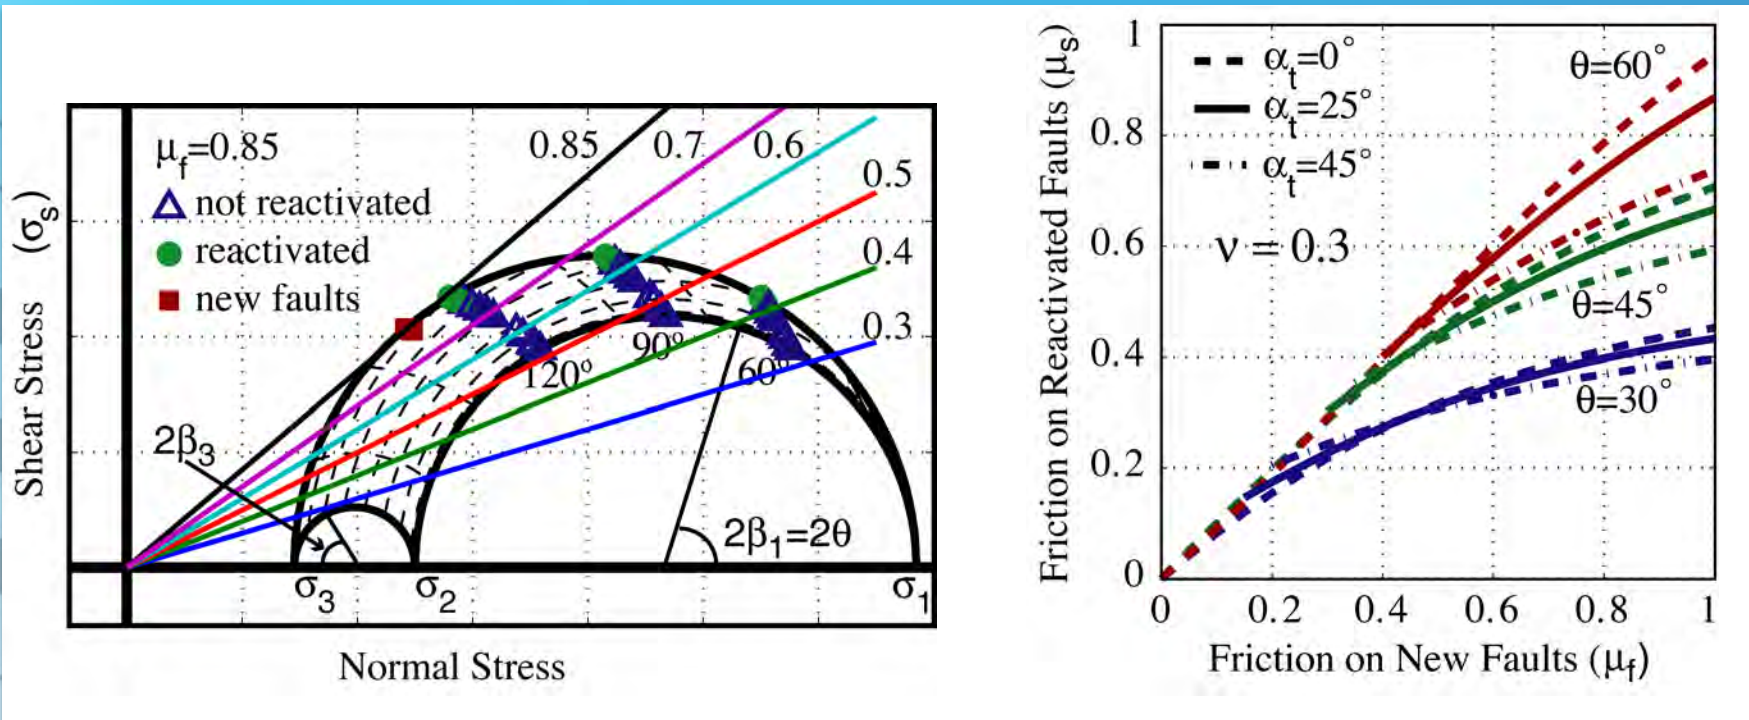 μf=0.85
not reactivated
reactivated
new faults
0.85
0.7
0.6
0.5
0.4
0.3
120°
90°
60°
2β3
2β1=2θ
σ3
σ2
σ1
Shear Stress (σs)
Normal Stress
αt=0°
αt=25°
αt=45°
ν = 0.3
θ=60°
θ=45°
θ=30°
1
0.8
0.6
0.4
0.2
0
0 0.2 0.4 0.6 0.8 1
Friction on Reactivated Faults (μs)
Friction on New Faults (μf)